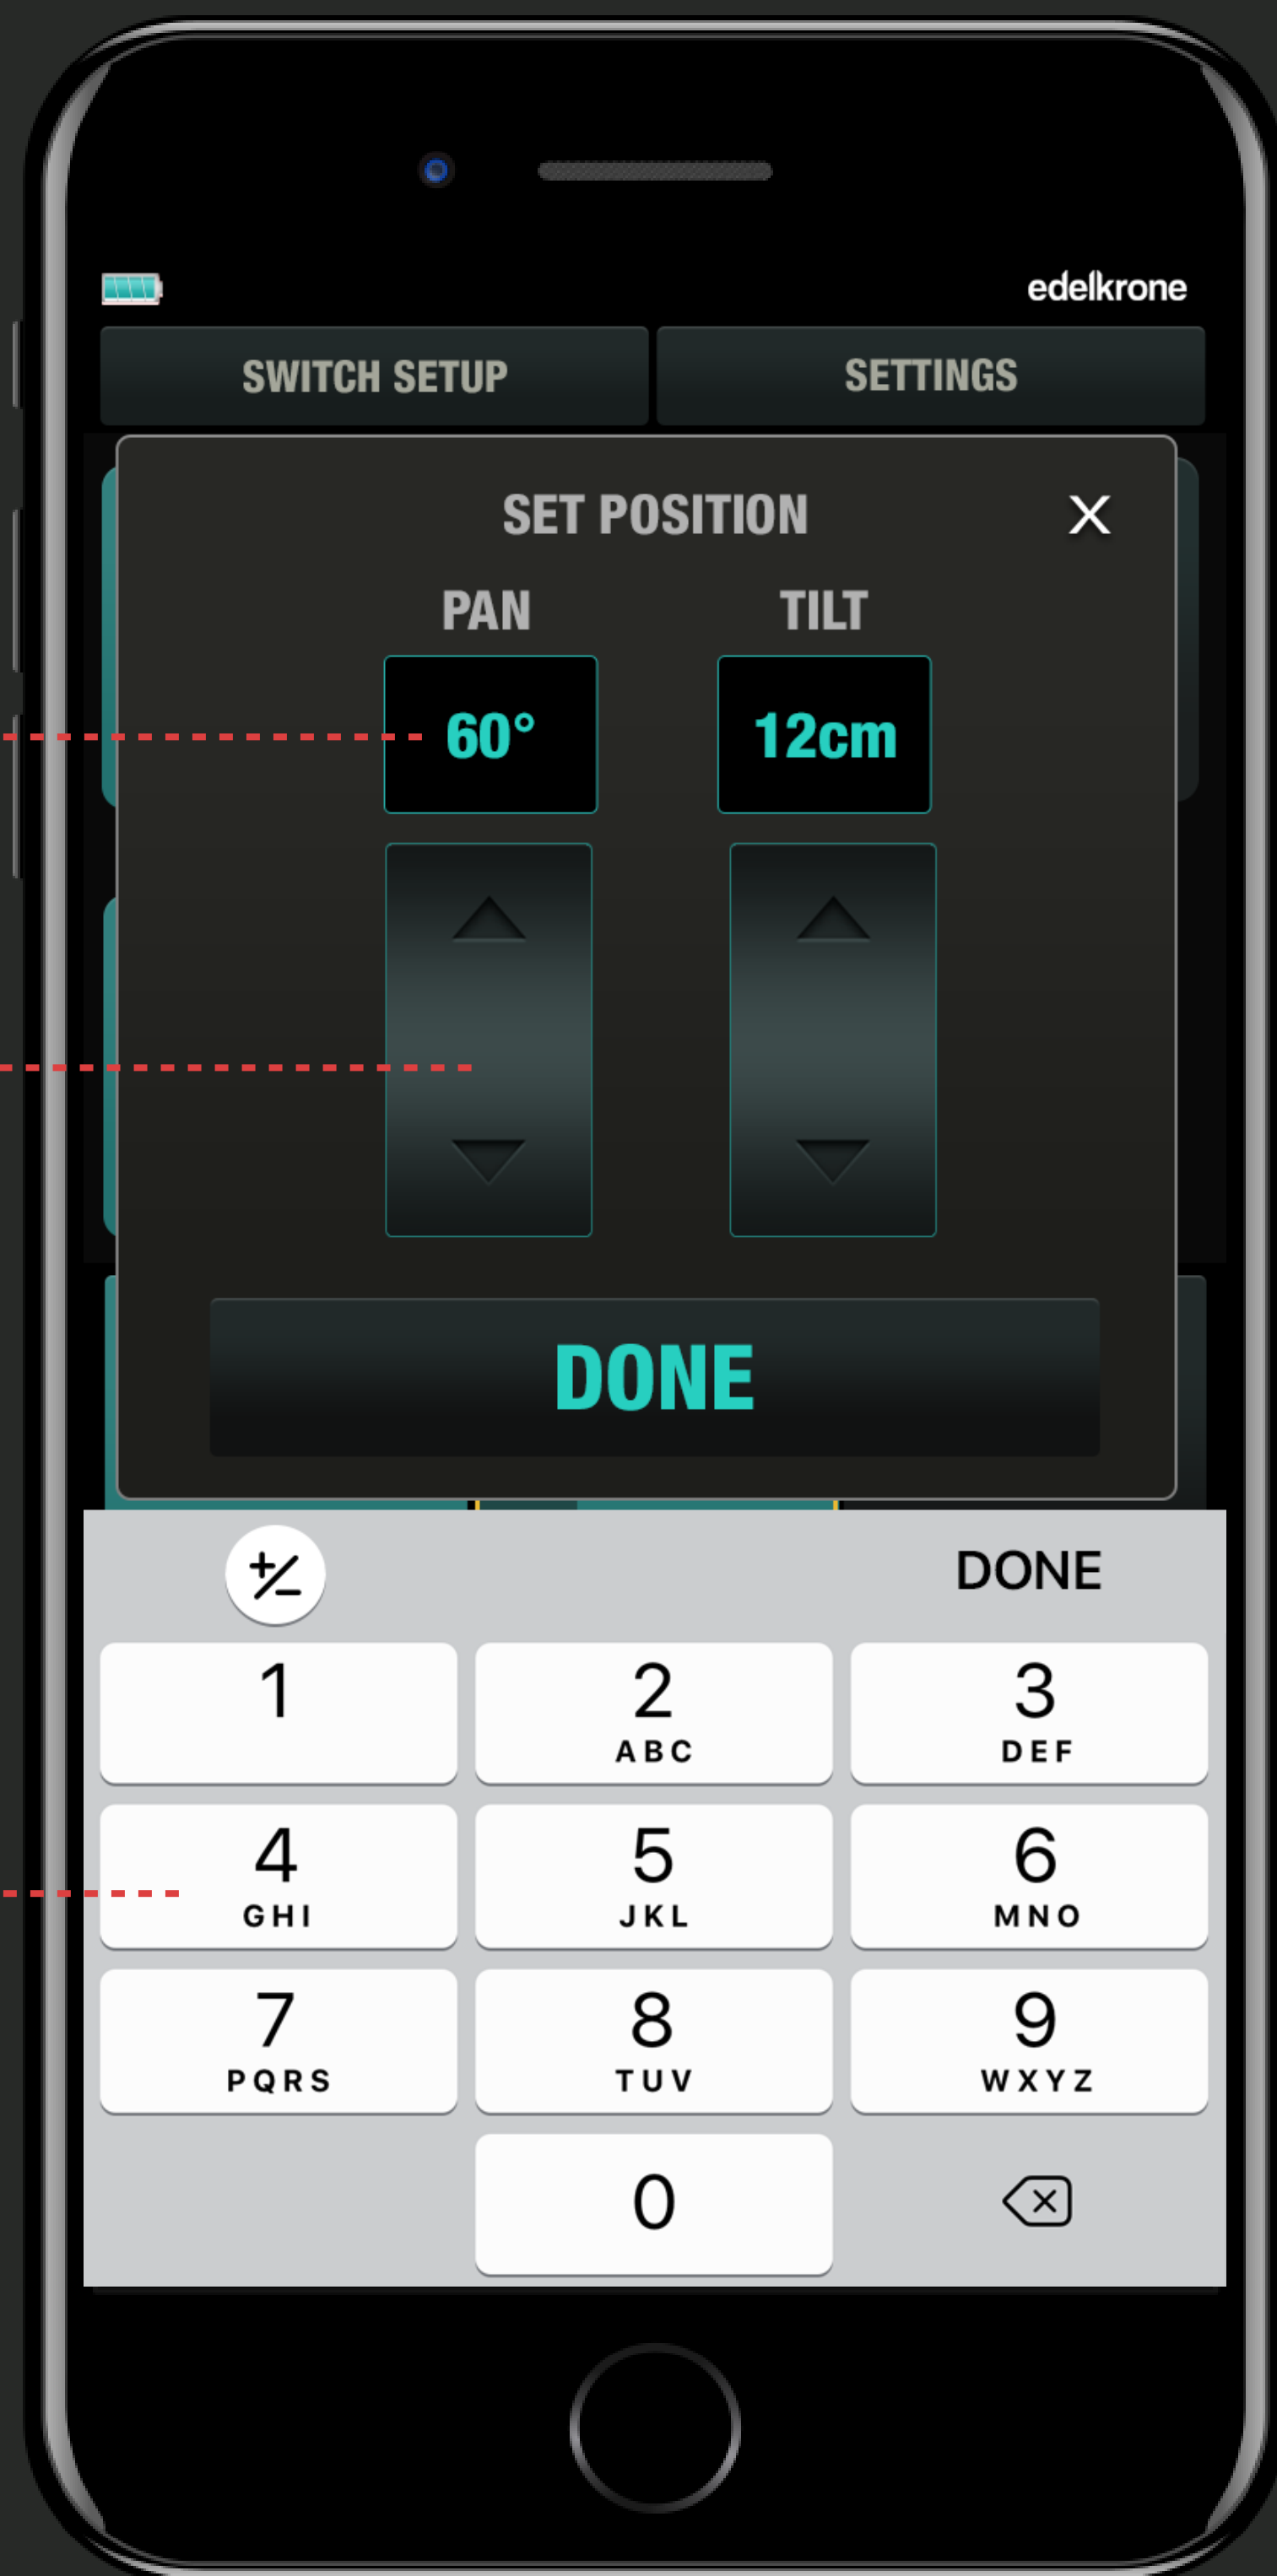 edelkrone
SWITCH SETUP SETTINGS
SET POSITION X
PAN TILT
60° 12cm
DONE
+/- DONE
1 2 3
ABC DEF
4 5 6
GHI JKL MNO
7 8 9
PQRS TUV WXYZ
0